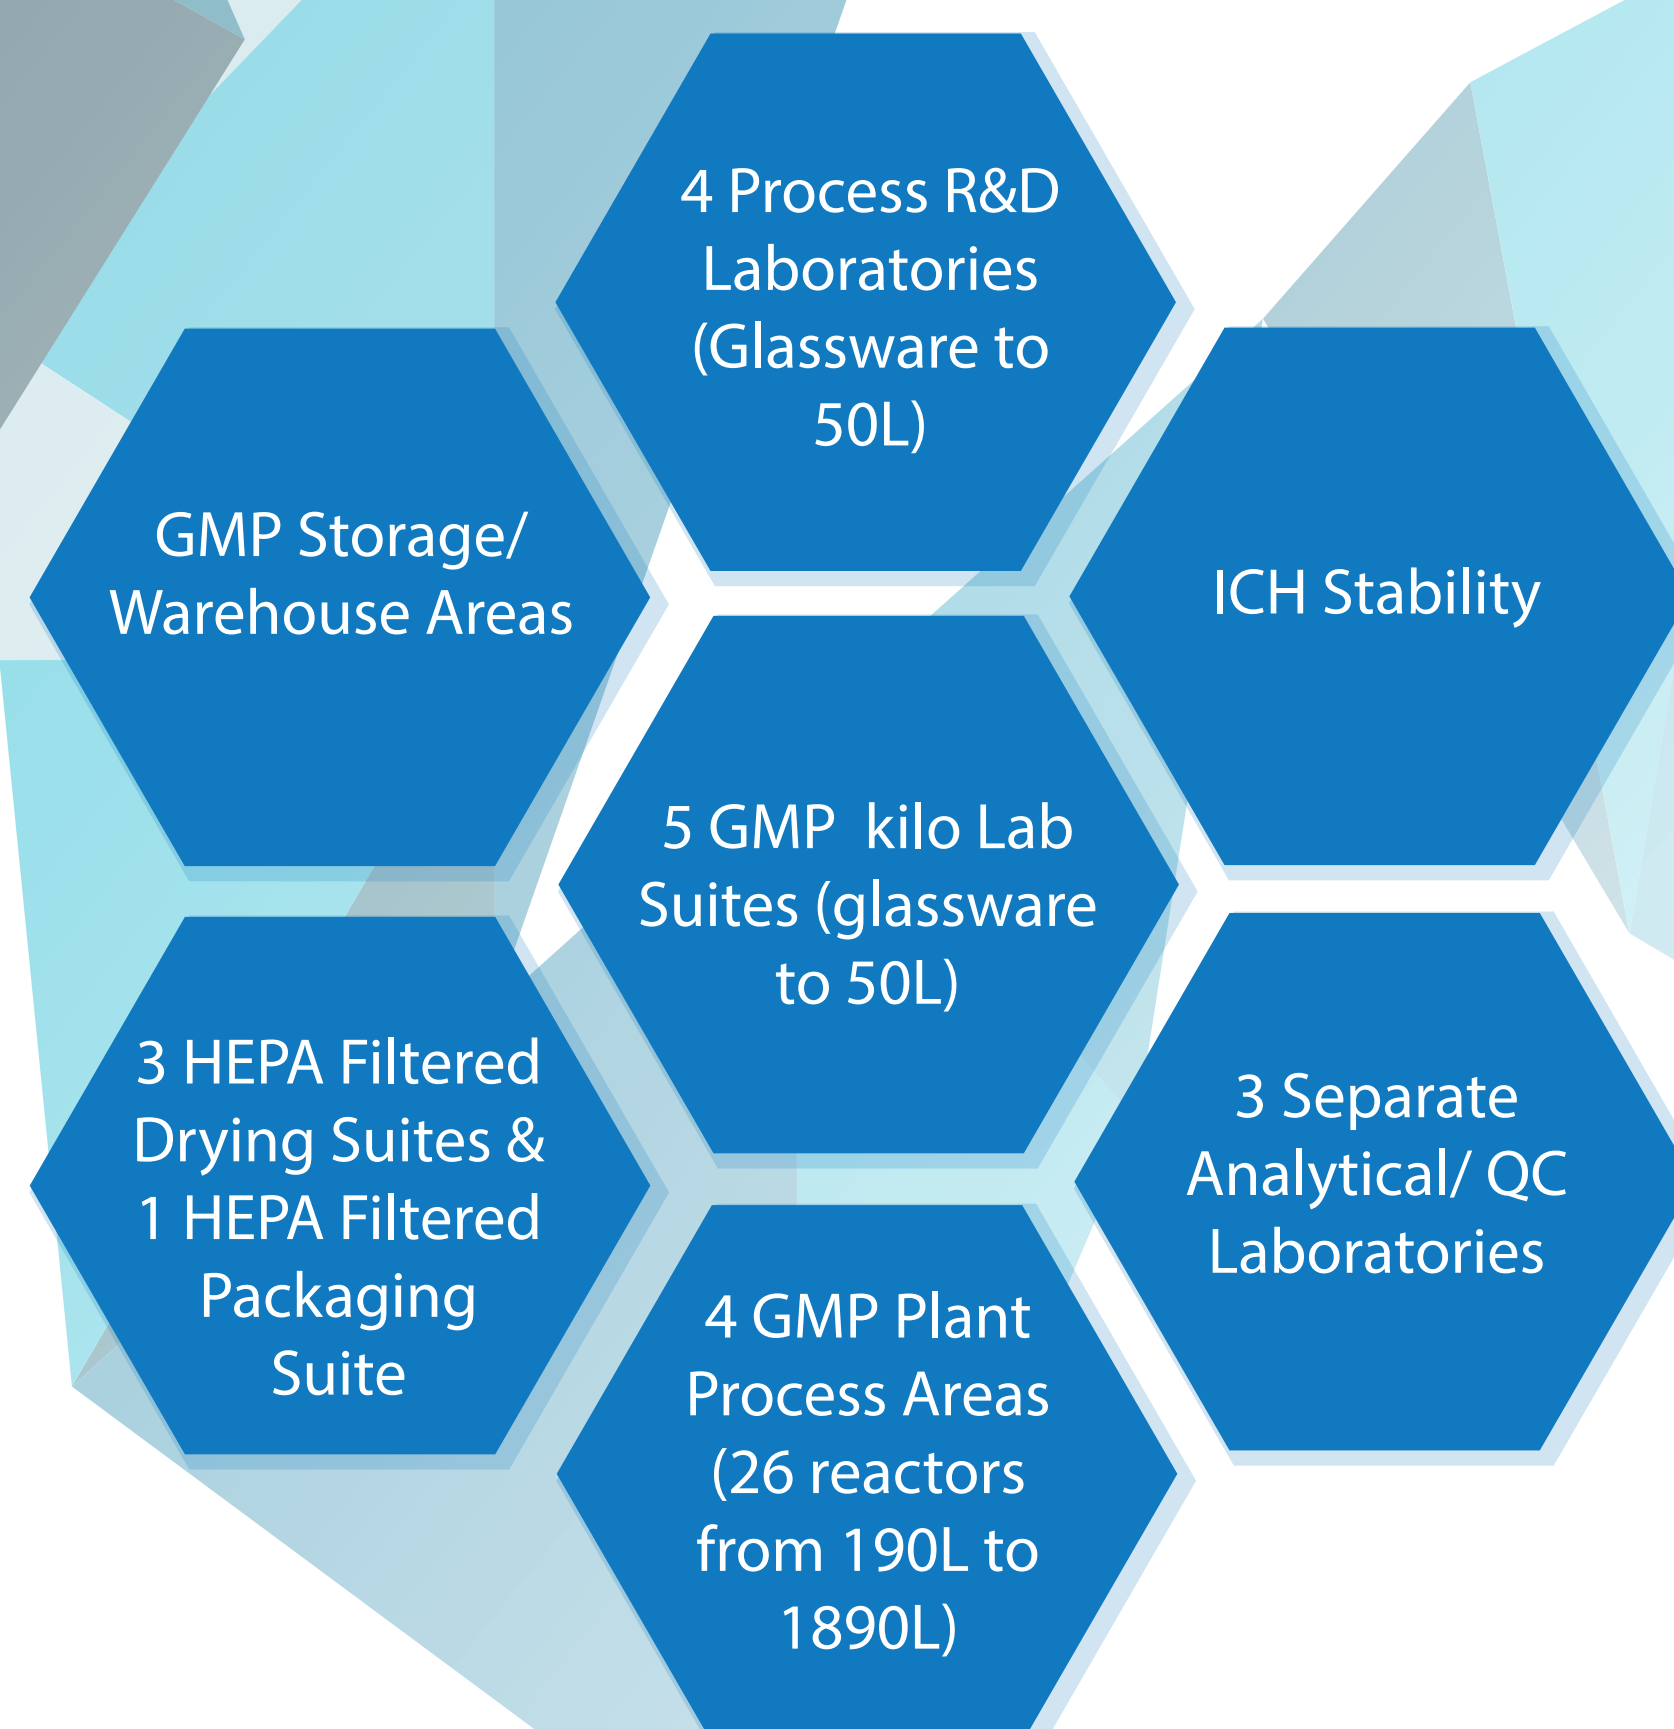 4 Process R&D
Laboratories
(Glassware to
50L)
GMP Storage/
Warehouse Areas
ICH Stability
5 GMP  kilo Lab
Suites (glassware
to 50L)
3 HEPA Filtered
Drying Suites &
1 HEPA Filtered
Packaging
Suite
3 Separate
Analytical/ QC
Laboratories
4 GMP Plant
Process Areas
(26 reactors
from 190L to
1890L)